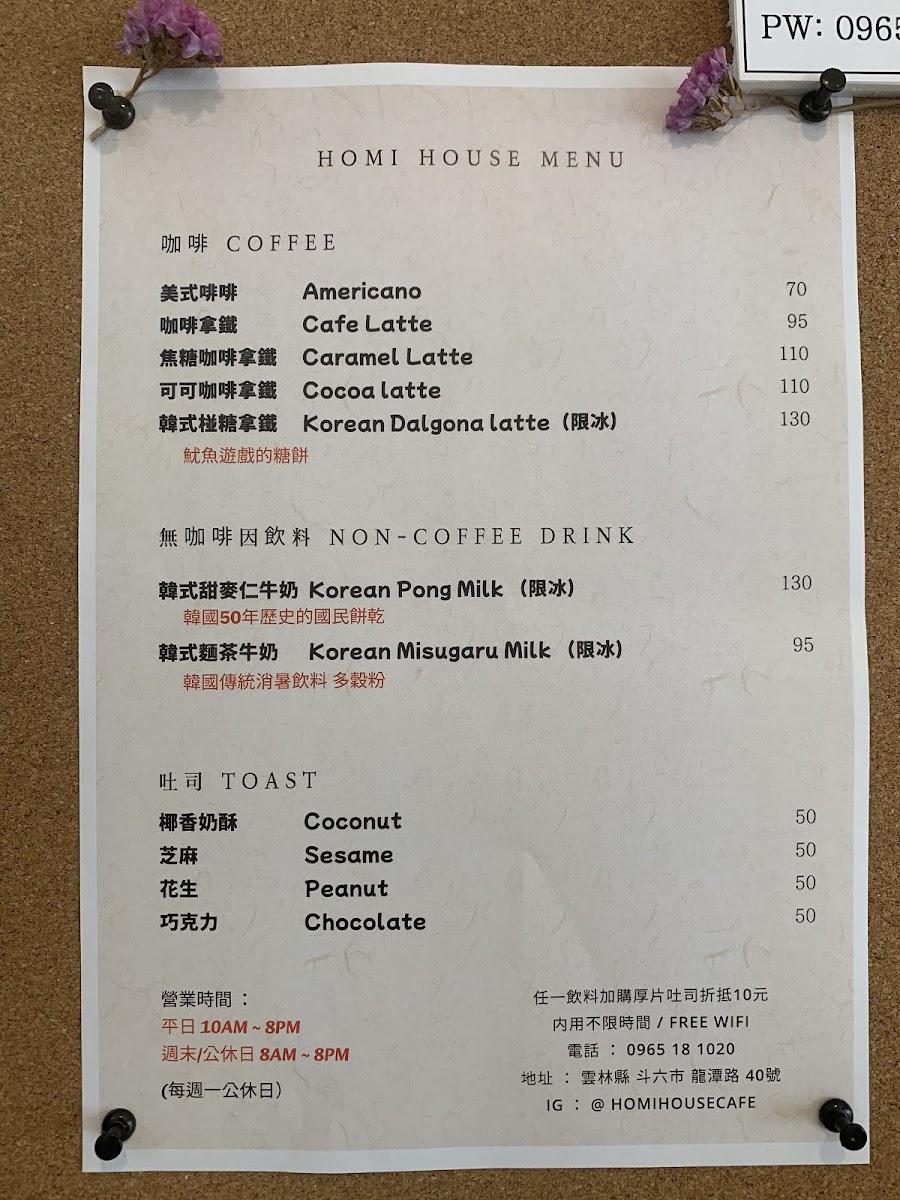 PW: 0965
HOMI HOUSE MENU
咖啡 COFFEE
美式啡啡 Americano 70
咖啡拿鐵 Cafe Latte 95
焦糖咖啡拿鐵 Caramel Latte 110
可可咖啡拿鐵 Cocoa latte 110
韓式椪糖拿鐵 Korean Dalgona latte（限冰） 130
魷魚遊戲的糖餅
無咖啡因飲料 NON-COFFEE DRINK
韓式甜麥仁牛奶 Korean Pong Milk （限冰） 130
韓國50年歷史的國民餅乾
韓式麵茶牛奶 Korean Misugaru Milk （限冰） 95
韓國傳統消暑飲料 多穀粉
吐司 TOAST
椰香奶酥 Coconut 50
芝麻 Sesame 50
花生 Peanut 50
巧克力 Chocolate 50
營業時間 ：
平日 10AM ~ 8PM
週末/公休日 8AM ~ 8PM
(每週一公休日）
任一飲料加購厚片吐司折抵10元
內用不限時間 / FREE WIFI
電話 ： 0965 18 1020
地址 ： 雲林縣 斗六市 龍潭路 40號
IG ： @ HOMIHOUSECAFE